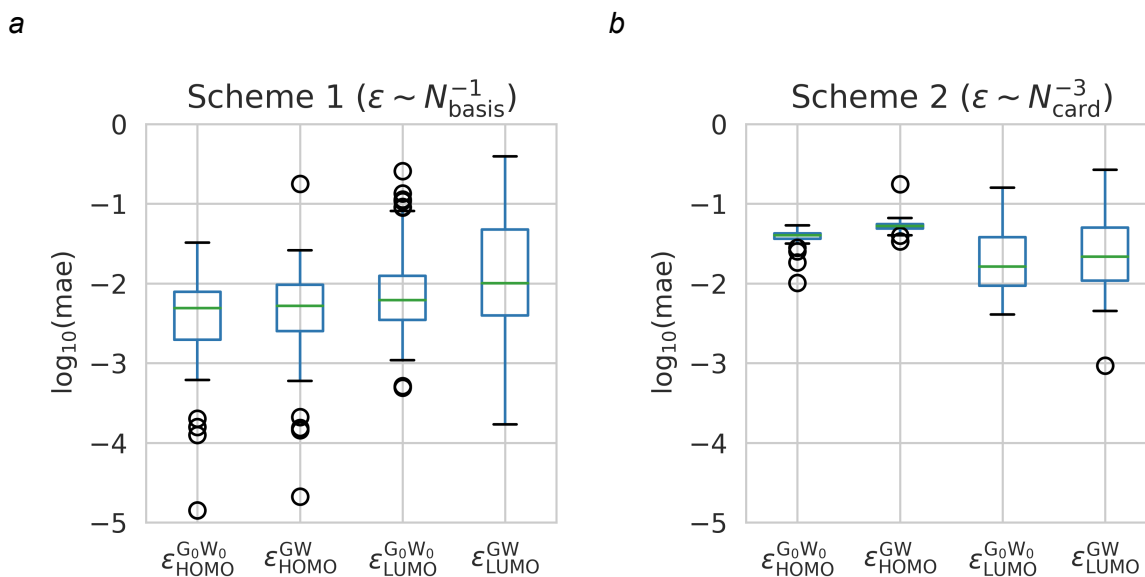 a
b
Scheme 1 (ε ∼ N_basis^−1)
Scheme 2 (ε ∼ N_card^−3)
0
−1
−2
−3
−4
−5
log₁₀(mae)
ε_HOMO^G₀W₀
ε_HOMO^GW
ε_LUMO^G₀W₀
ε_LUMO^GW
0
−1
−2
−3
−4
−5
log₁₀(mae)
ε_HOMO^G₀W₀
ε_HOMO^GW
ε_LUMO^G₀W₀
ε_LUMO^GW